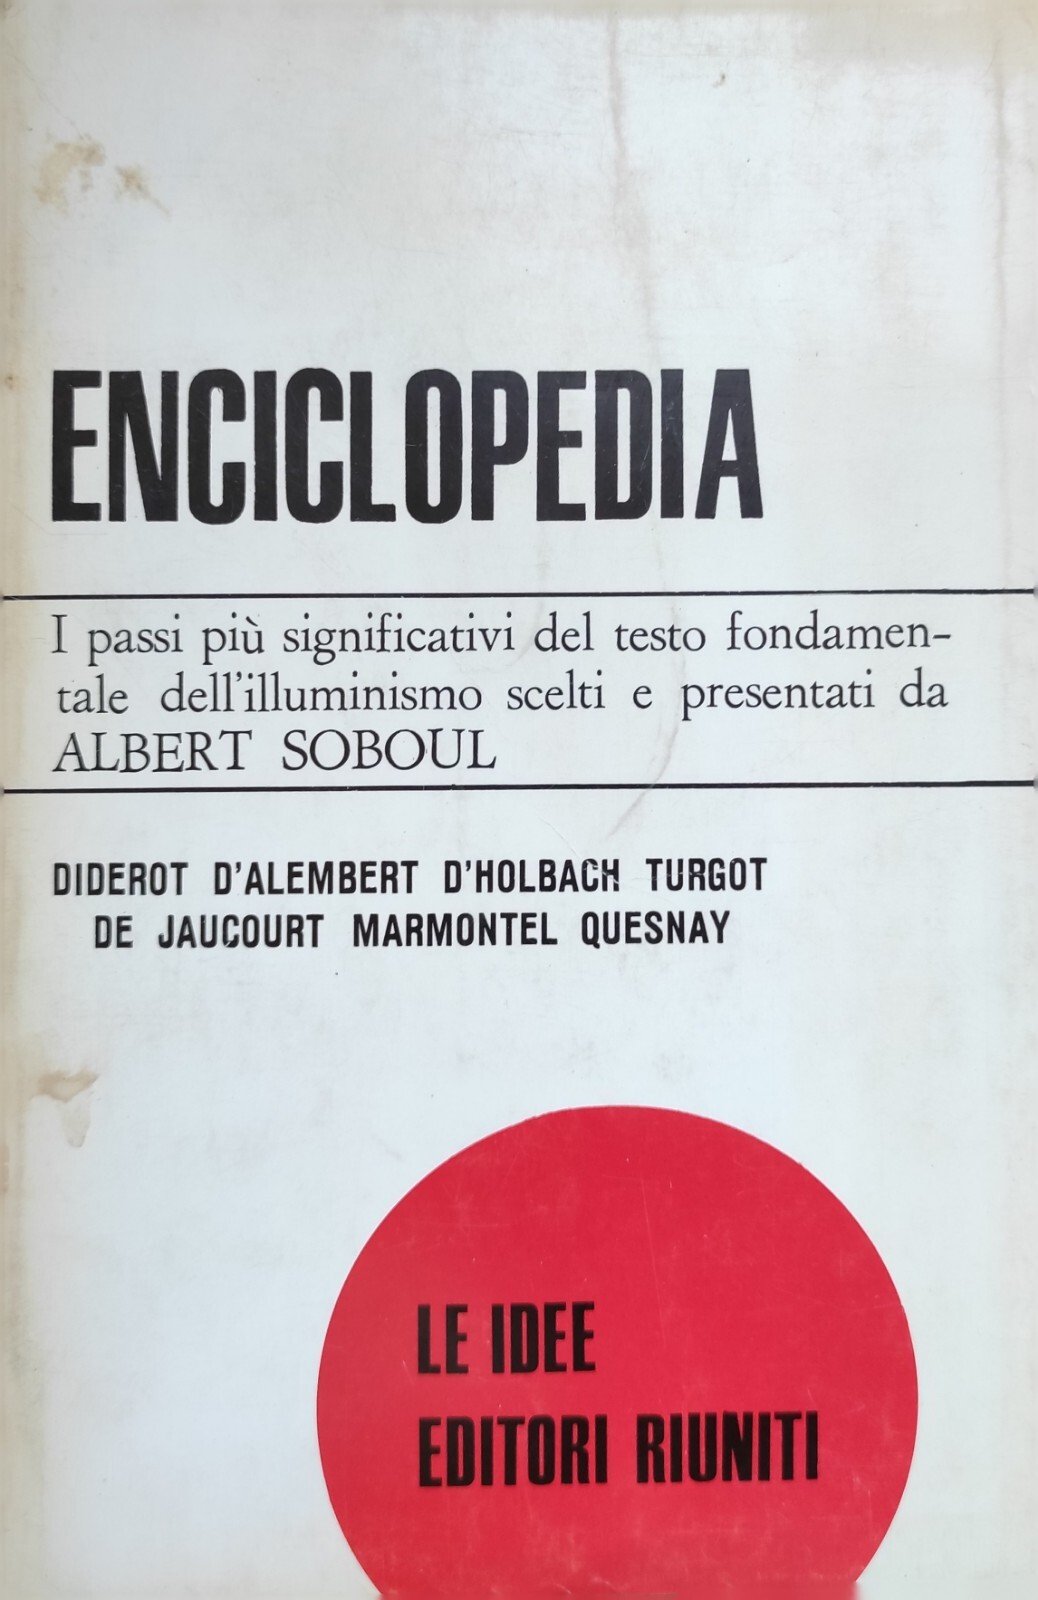 ENCICLOPEDIA
I passi più significativi del testo fondamen-
tale dell'illuminismo scelti e presentati da
ALBERT SOBOUL
DIDEROT D'ALEMBERT D'HOLBACH TURGOT
DE JAUCOURT MARMONTEL QUESNAY
LE IDEE
EDITORI RIUNITI